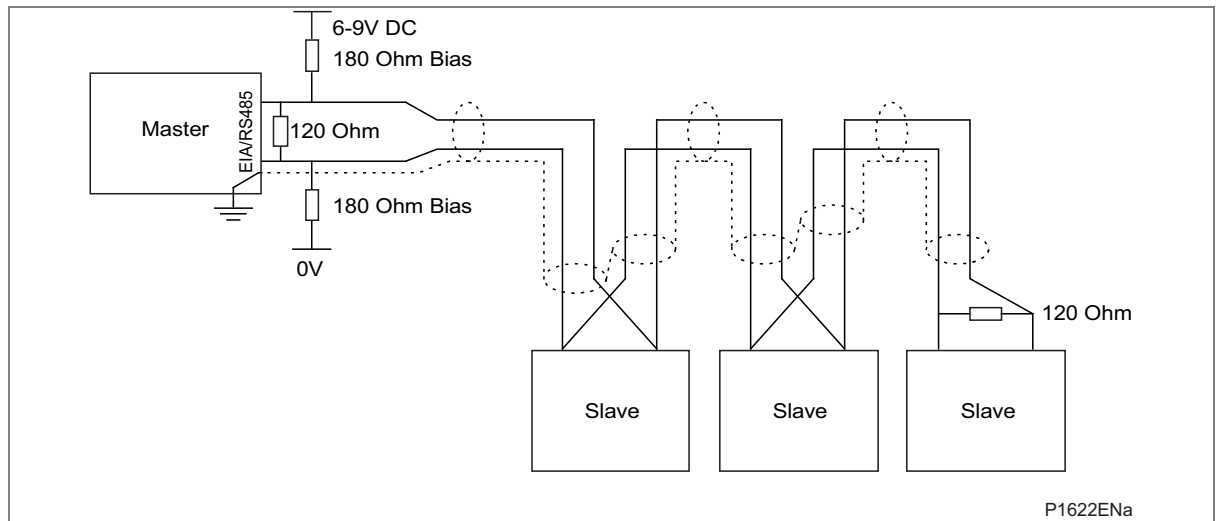 6-9V DC
180 Ohm Bias
Master
EIA/RS485
120 Ohm
180 Ohm Bias
0V
120 Ohm
Slave
Slave
Slave
P1622ENa